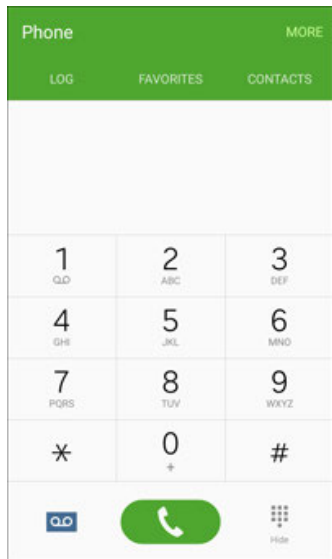 Phone MORE
LOG FAVORITES CONTACTS
1 2 3
ABC DEF
4 5 6
GHI JKL MNO
7 8 9
PQRS TUV WXYZ
* 0 #
+
Hide